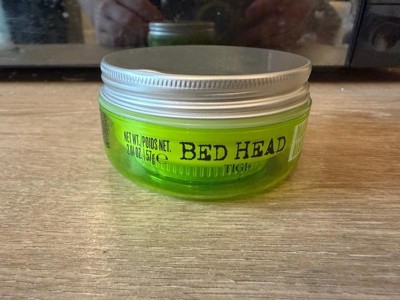 NET WT. POIDS NET.
2.01 OZ. 57g e
BED HEAD
TIGI